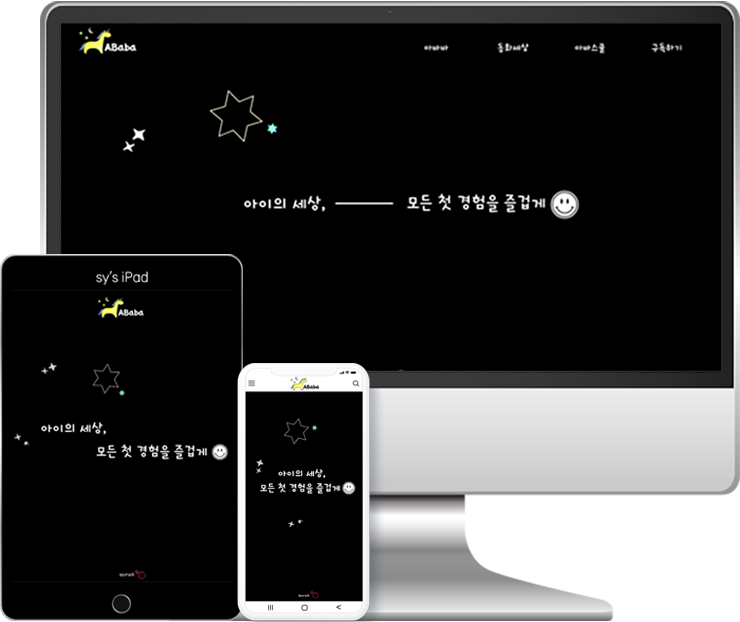 ABaba
아바바 동화세상 아바스쿨 구독하기
아이의 세상, 모든 첫 경험을 즐겁게
sy's iPad
ABaba
아이의 세상,
모든 첫 경험을 즐겁게
ABaba
아이의 세상,
모든 첫 경험을 즐겁게